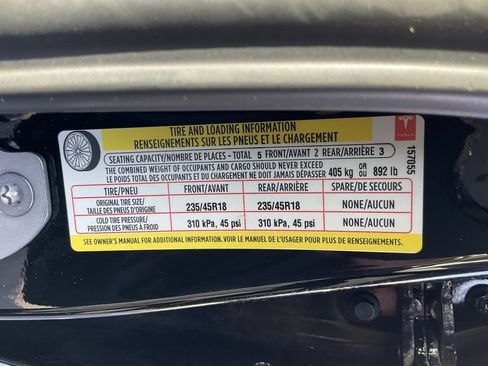 TIRE AND LOADING INFORMATION
RENSEIGNEMENTS SUR LES PNEUS ET LE CHARGEMENT
TESLA
SEATING CAPACITY/NOMBRE DE PLACES - TOTAL 5 FRONT/AVANT 2 REAR/ARRIÈRE 3
THE COMBINED WEIGHT OF OCCUPANTS AND CARGO SHOULD NEVER EXCEED
LE POIDS TOTAL DES OCCUPANTS ET DU CHARGEMENT NE DOIT JAMAIS DÉPASSER 405 kg OR OU 892 lb
TIRE/PNEU FRONT/AVANT REAR/ARRIÈRE SPARE/DE SECOURS
ORIGINAL TIRE SIZE/
TAILLE DES PNEUS D'ORIGINE 235/45R18 235/45R18 NONE/AUCUN
COLD TIRE PRESSURE/
PRESSION DES PNEUS À FROID 310 kPa, 45 psi 310 kPa, 45 psi NONE/AUCUN
SEE OWNER'S MANUAL FOR ADDITIONAL INFORMATION. VOIR LE MANUEL DE L'USAGER POUR PLUS DE RENSEIGNEMENTS.
157055